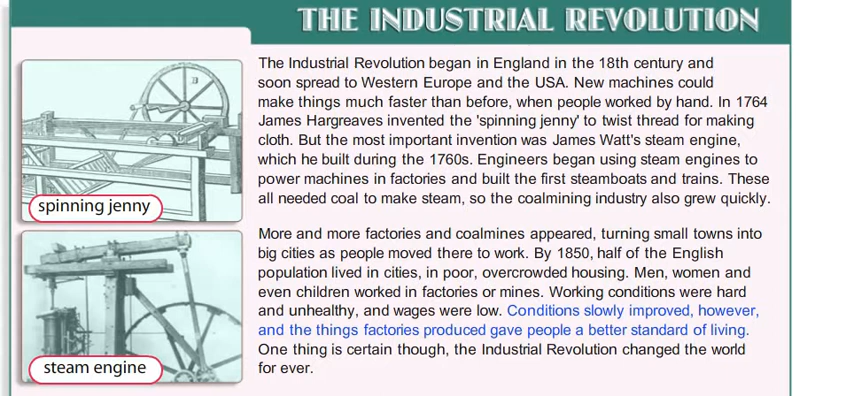 THE INDUSTRIAL REVOLUTION
The Industrial Revolution began in England in the 18th century and
soon spread to Western Europe and the USA. New machines could
make things much faster than before, when people worked by hand. In 1764
James Hargreaves invented the 'spinning jenny' to twist thread for making
cloth. But the most important invention was James Watt's steam engine,
which he built during the 1760s. Engineers began using steam engines to
power machines in factories and built the first steamboats and trains. These
all needed coal to make steam, so the coalmining industry also grew quickly.
spinning jenny
More and more factories and coalmines appeared, turning small towns into
big cities as people moved there to work. By 1850, half of the English
population lived in cities, in poor, overcrowded housing. Men, women and
even children worked in factories or mines. Working conditions were hard
and unhealthy, and wages were low. Conditions slowly improved, however,
and the things factories produced gave people a better standard of living.
One thing is certain though, the Industrial Revolution changed the world
for ever.
steam engine